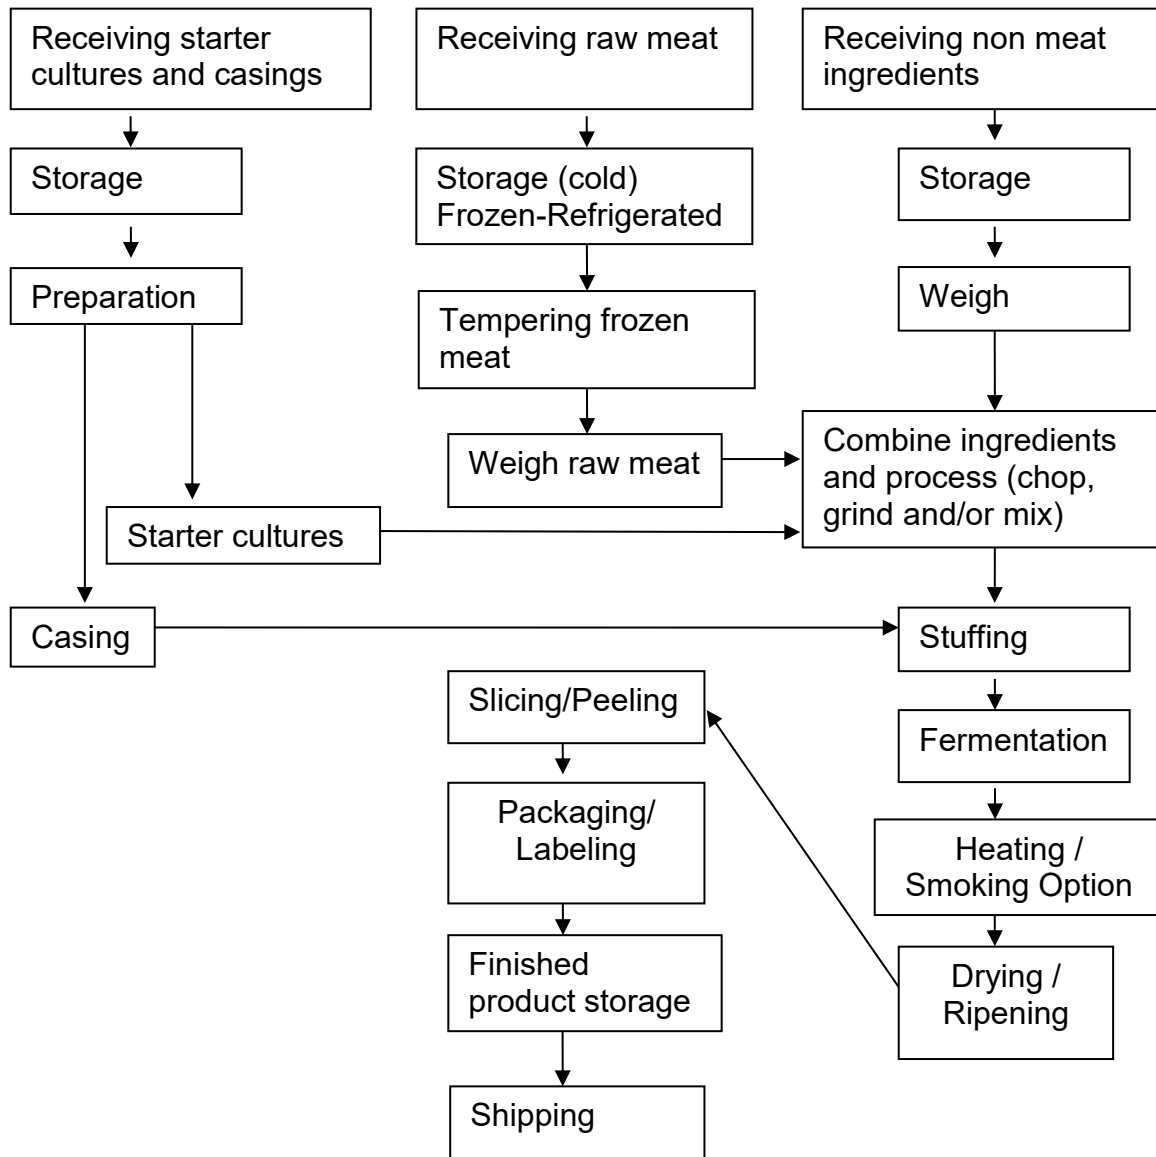 Receiving starter
cultures and casings
Receiving raw meat
Receiving non meat
ingredients
Storage
Storage (cold)
Frozen-Refrigerated
Storage
Preparation
Tempering frozen
meat
Weigh
Weigh raw meat
Combine ingredients
and process (chop,
grind and/or mix)
Starter cultures
Casing
Stuffing
Slicing/Peeling
Fermentation
Packaging/
Labeling
Heating /
Smoking Option
Finished
product storage
Drying /
Ripening
Shipping